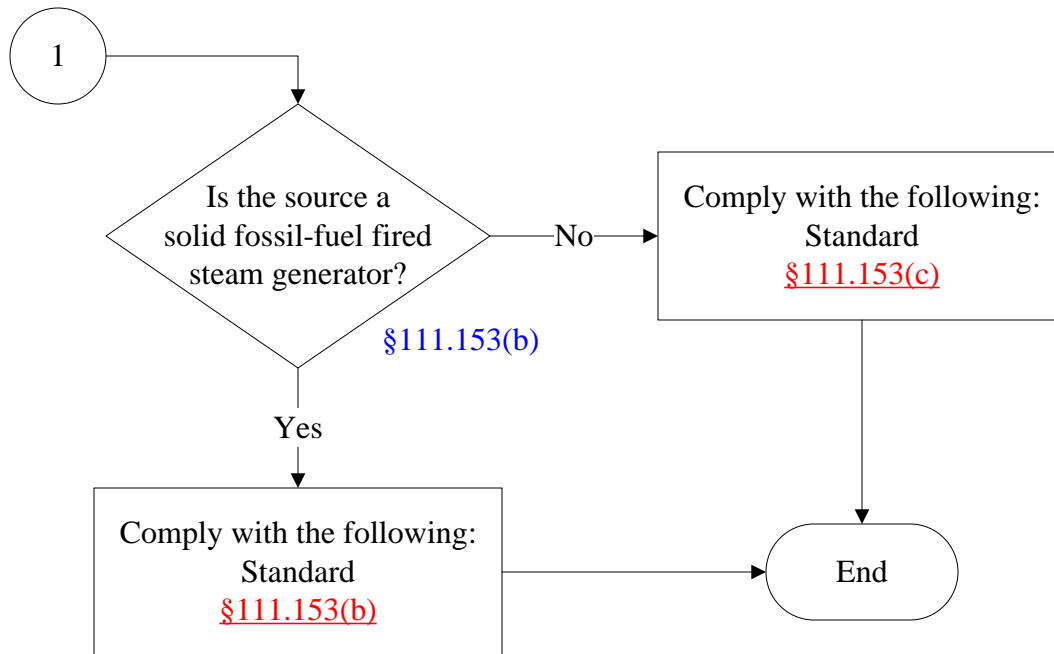 1
Is the source a
solid fossil-fuel fired
steam generator?
§111.153(b)
No
Comply with the following:
Standard
§111.153(c)
Yes
Comply with the following:
Standard
§111.153(b)
End